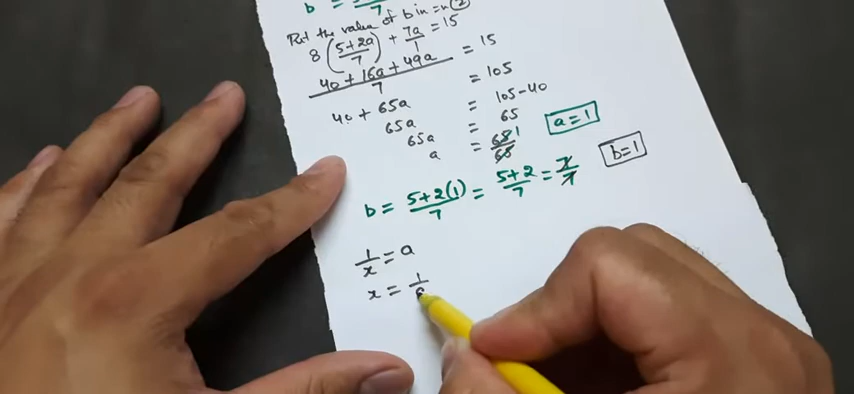 b =
7
Put the value of b in =n (2)
8 (5+2a/7) + 7a/1 = 15
40 + 16a + 49a/7 = 15
40 + 65a = 105
65a = 105-40
65a = 65
a = 65 1/65 a=1
b = 5+2(1)/7 = 5+2/7 = 7/7 b=1
1/x = a
x = 1/a